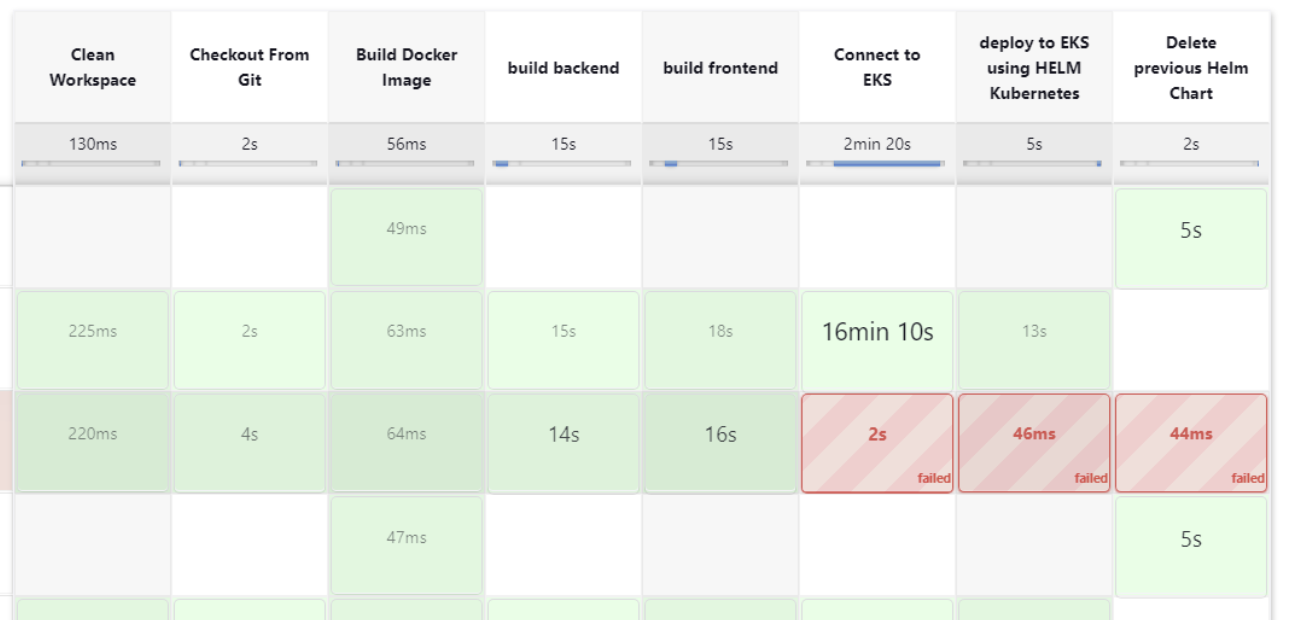 Clean
Workspace
Checkout From
Git
Build Docker
Image
build backend
build frontend
Connect to
EKS
deploy to EKS
using HELM
Kubernetes
Delete
previous Helm
Chart
130ms
2s
56ms
15s
15s
2min 20s
5s
2s
49ms
5s
225ms
2s
63ms
15s
18s
16min 10s
13s
220ms
4s
64ms
14s
16s
2s
failed
46ms
failed
44ms
failed
47ms
5s